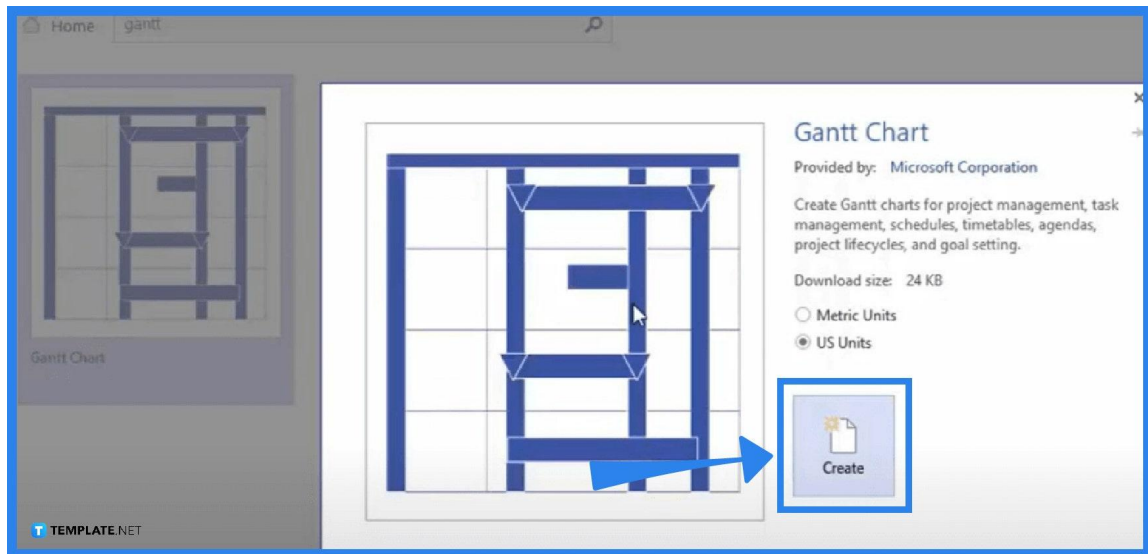 Home
gantt
Gantt Chart
Gantt Chart
Provided by: Microsoft Corporation
Create Gantt charts for project management, task
management, schedules, timetables, agendas,
project lifecycles, and goal setting.
Download size: 24 KB
Metric Units
US Units
Create
T TEMPLATE.NET